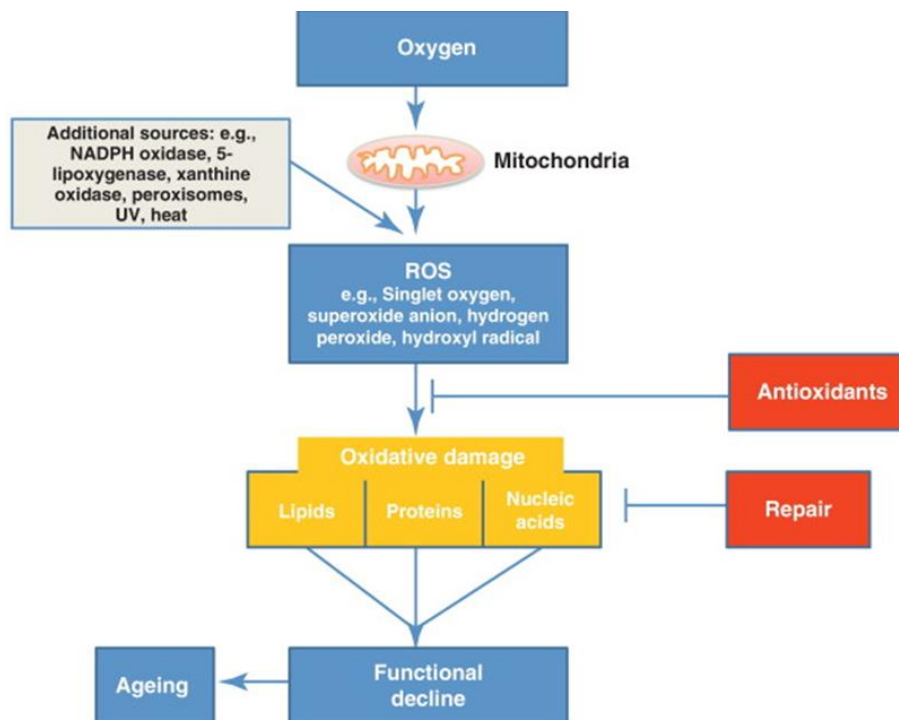 Oxygen
Additional sources: e.g.,
NADPH oxidase, 5-
lipoxygenase, xanthine
oxidase, peroxisomes,
UV, heat
Mitochondria
ROS
e.g., Singlet oxygen,
superoxide anion, hydrogen
peroxide, hydroxyl radical
Antioxidants
Oxidative damage
Lipids
Proteins
Nucleic
acids
Repair
Functional
decline
Ageing